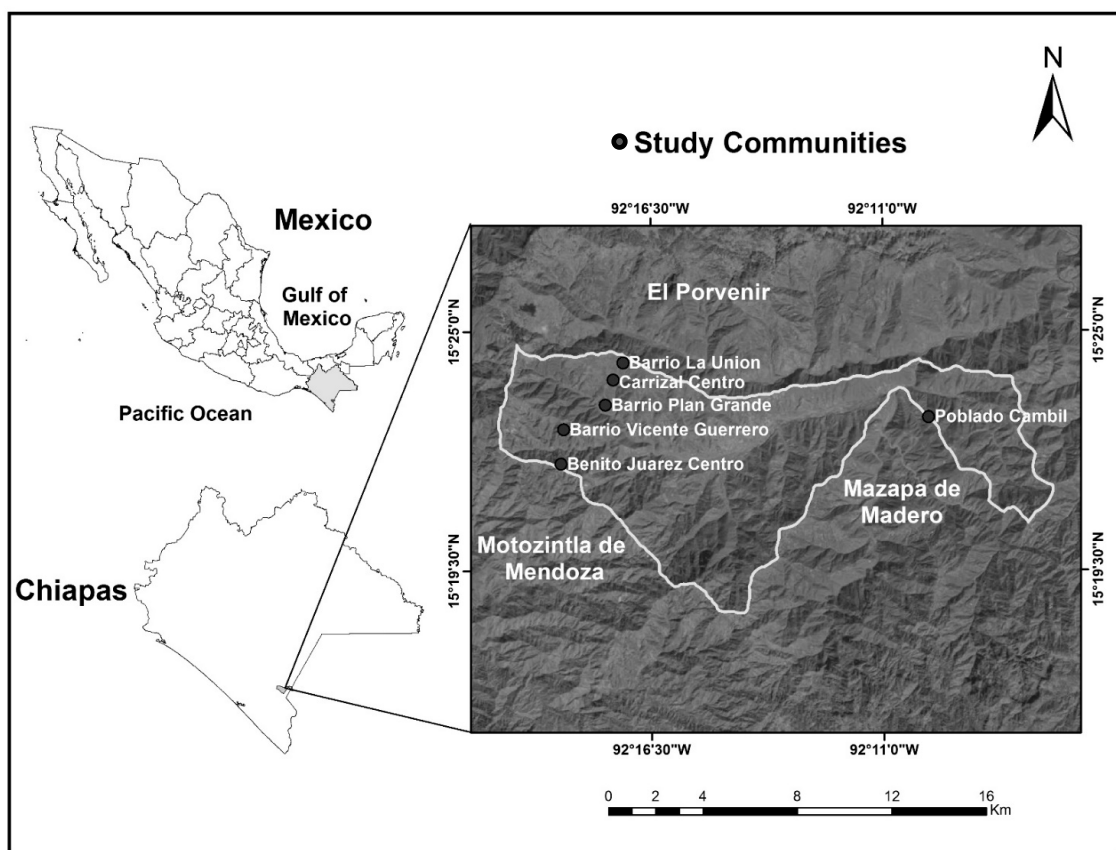 N
Study Communities
Mexico
Gulf of
Mexico
Pacific Ocean
Chiapas
92°16'30"W
92°11'0"W
El Porvenir
15°25'0"N
15°25'0"N
Barrio La Union
Carrizal Centro
Barrio Plan Grande
Poblado Cambil
Barrio Vicente Guerrero
Benito Juarez Centro
Mazapa de
Madero
Motozintla de
Mendoza
15°19'30"N
15°19'30"N
92°16'30"W
92°11'0"W
0 2 4 8 12 16
Km